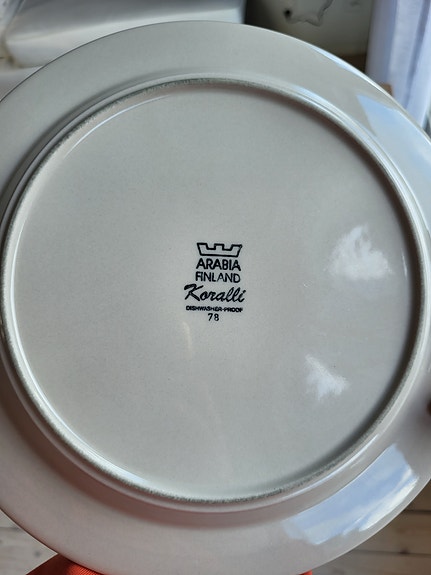 ARABIA
FINLAND
Koralli
DISHWASHER-PROOF
78